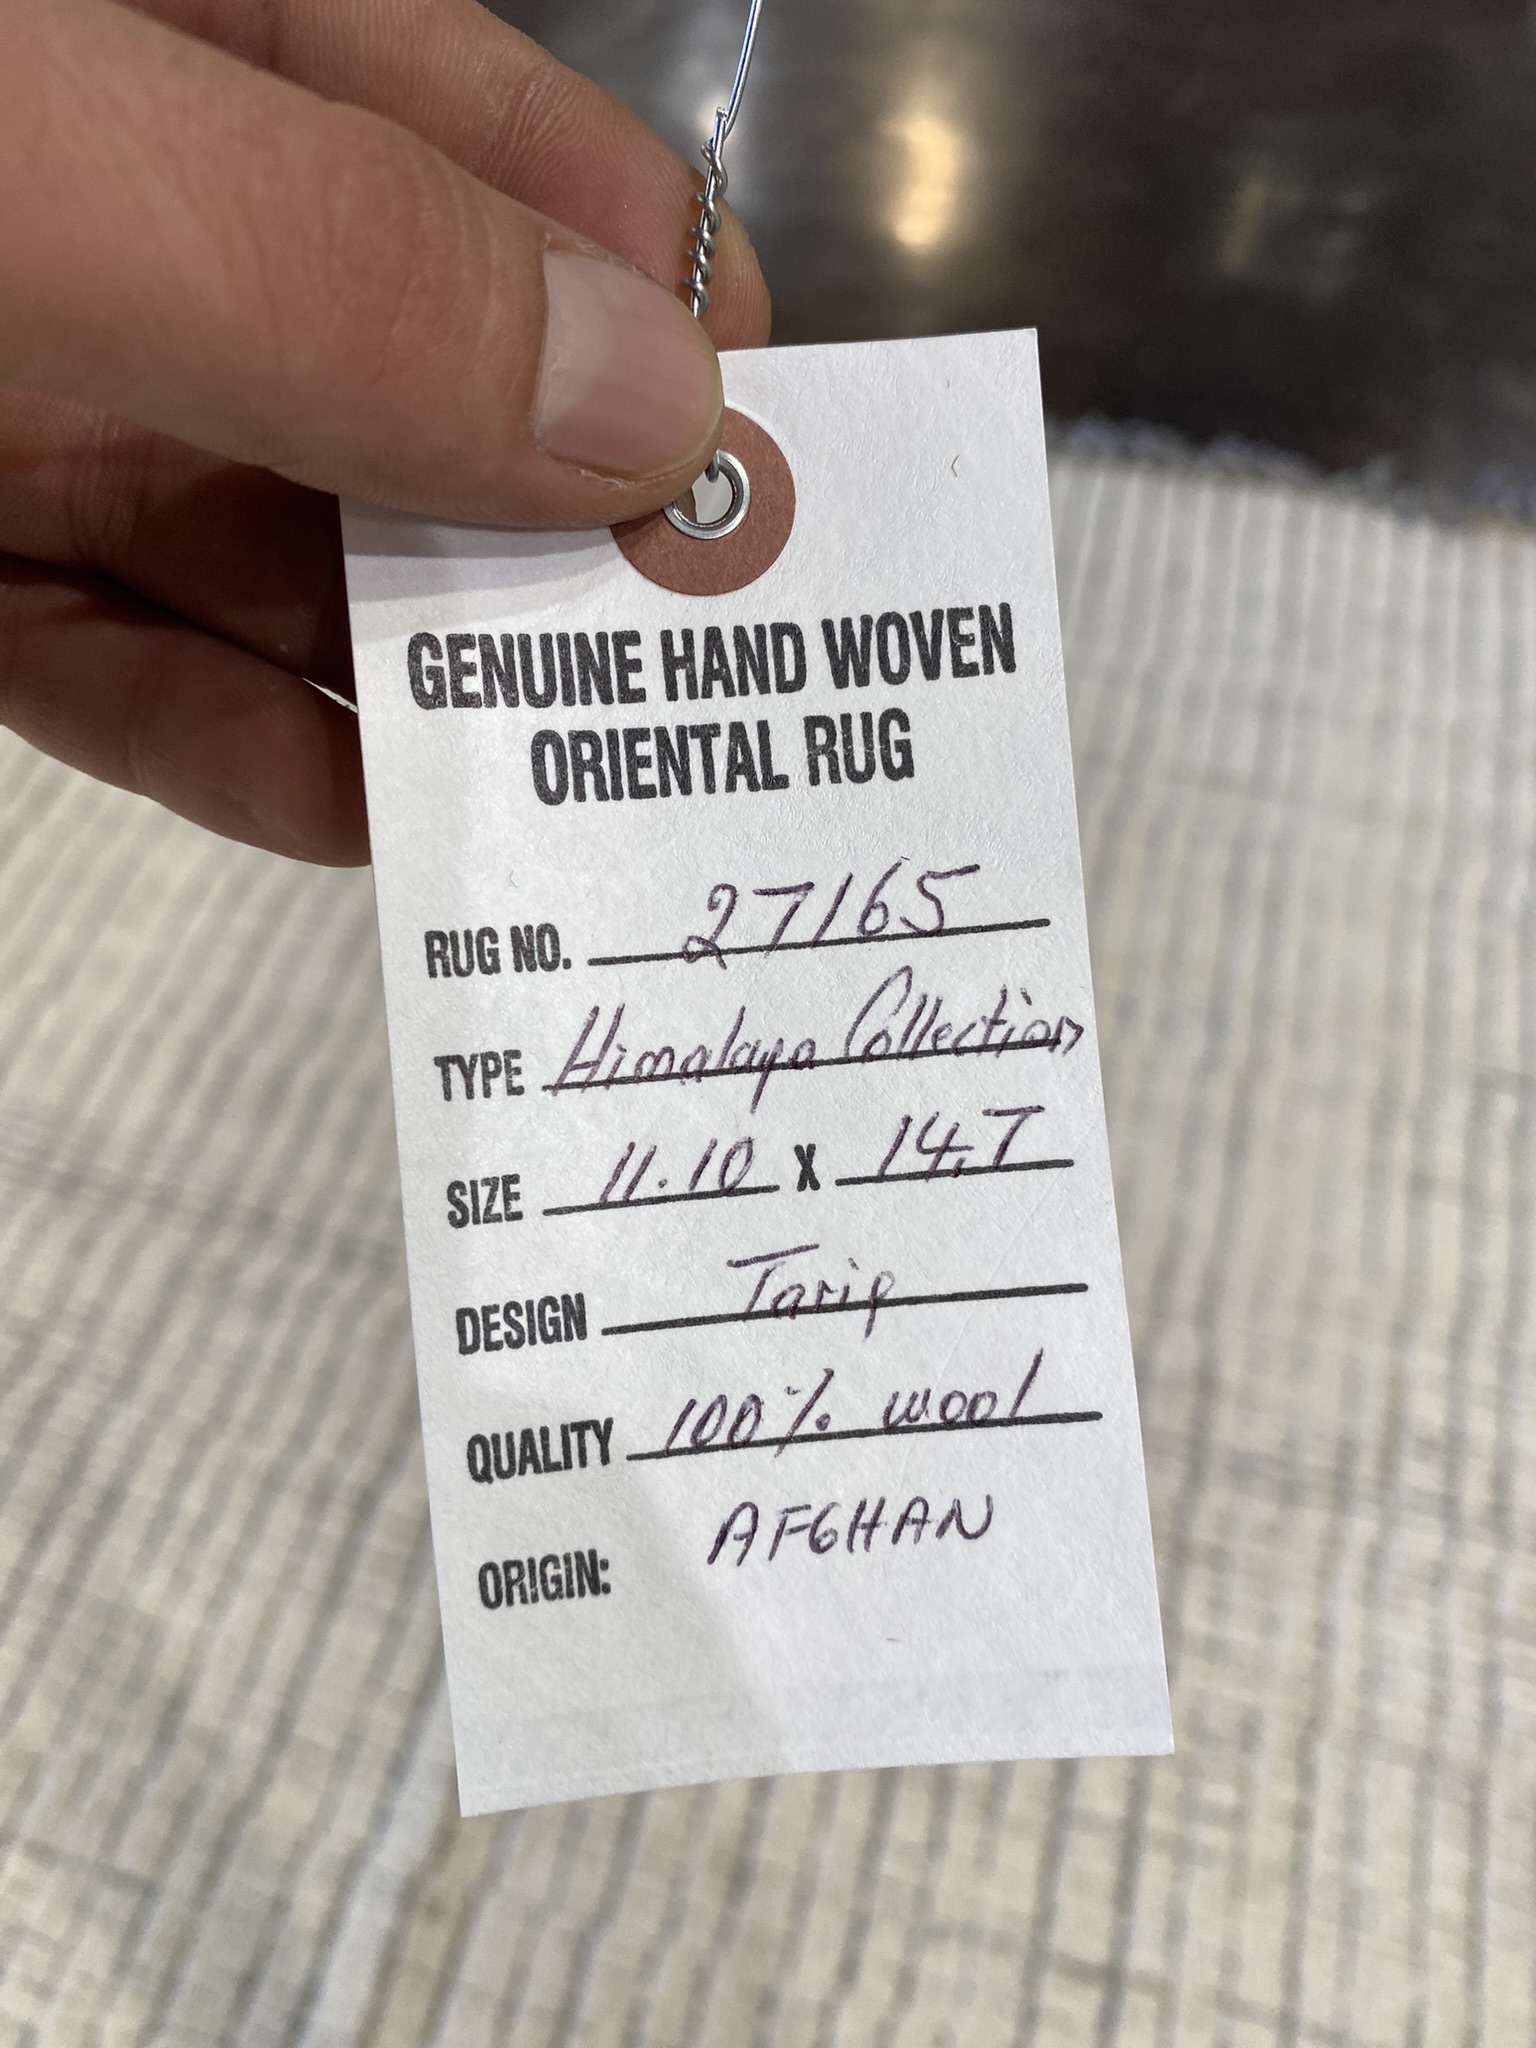 GENUINE HAND WOVEN
ORIENTAL RUG
RUG NO. 27165
TYPE Himalaya Collection
SIZE 11.10 X 14.7
DESIGN Tariq
QUALITY 100% wool
ORIGIN: AFGHAN